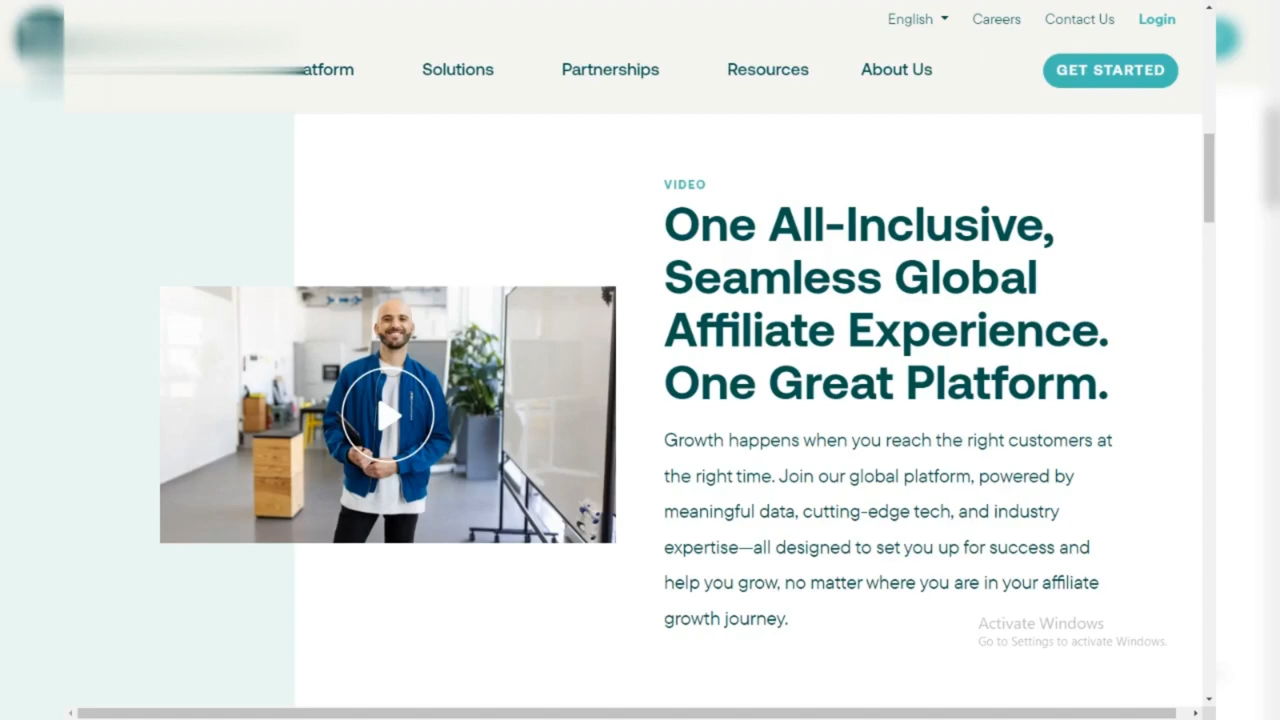 English
Careers
Contact Us
Login
atform
Solutions
Partnerships
Resources
About Us
GET STARTED
VIDEO
One All-Inclusive,
Seamless Global
Affiliate Experience.
One Great Platform.
Growth happens when you reach the right customers at
the right time. Join our global platform, powered by
meaningful data, cutting-edge tech, and industry
expertise—all designed to set you up for success and
help you grow, no matter where you are in your affiliate
growth journey.
Activate Windows
Go to Settings to activate Windows.